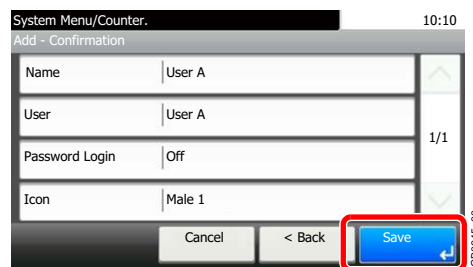 System Menu/Counter. 10:10
Add - Confirmation
Name User A
User User A
1/1
Password Login Off
Icon Male 1
Cancel < Back Save